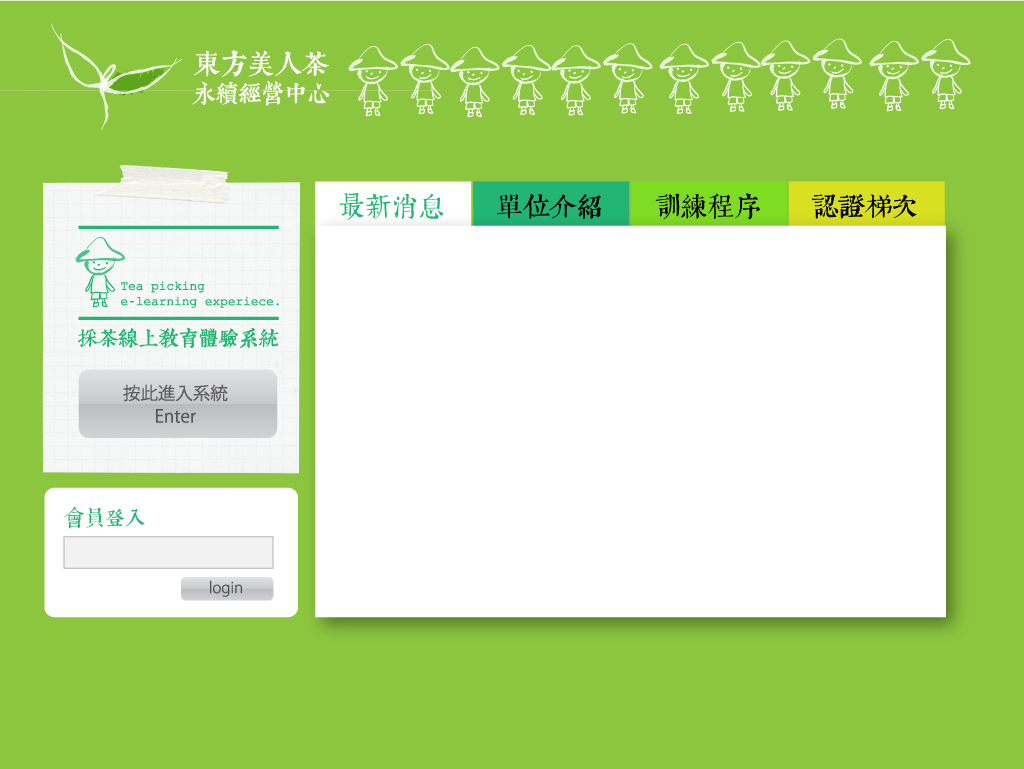 東方美人茶
永續經營中心
最新消息
單位介紹
訓練程序
認證梯次
Tea picking
e-learning experiece.
採茶線上教育體驗系統
按此進入系統
Enter
會員登入
login